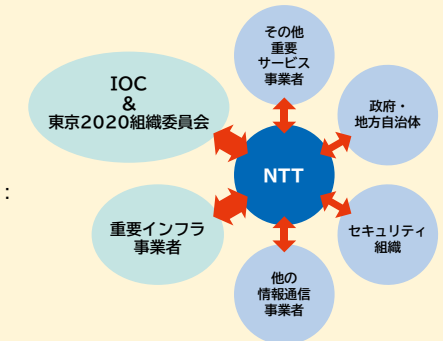 その他
重要
サービス
事業者
IOC
&
東京2020組織委員会
政府・
地方自治体
NTT
:
重要インフラ
事業者
セキュリティ
組織
他の
情報通信
事業者